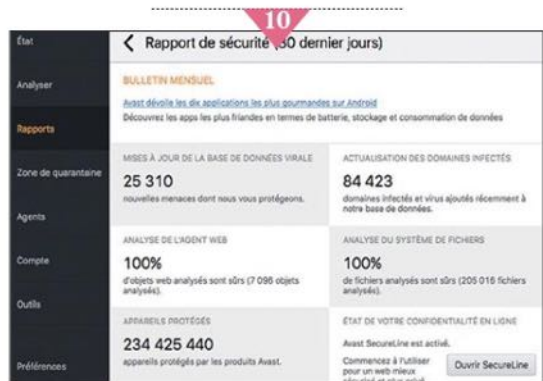 10
État
Rapport de sécurité (30 dernier jours)
Analyser
Rapports
Zone de quarantaine
Agents
Compte
Outils
Préférences
BULLETIN MENSUEL
Avast dévoile les dix applications les plus gourmandes sur Android
Découvrez les apps les plus friandes en termes de batterie, stockage et consommation de données
MISES À JOUR DE LA BASE DE DONNÉES VIRALE
25 310
nouvelles menaces dont nous vous protégeons.
ACTUALISATION DES DOMAINES INFECTÉS
84 423
domaines infectés et virus ajoutés récemment à
notre base de données.
ANALYSE DE L'AGENT WEB
100%
d'objets web analysés sont sûrs (7 096 objets
analysés).
ANALYSE DU SYSTÈME DE FICHIERS
100%
de fichiers analysés sont sûrs (205 016 fichiers
analysés).
APPAREILS PROTÉGÉS
234 425 440
appareils protégés par les produits Avast.
ÉTAT DE VOTRE CONFIDENTIALITÉ EN LIGNE
Avast SecureLine est activé.
Commencez à l'utiliser
pour un web mieux
sécurisé et plus privé
Ouvrir SecureLine